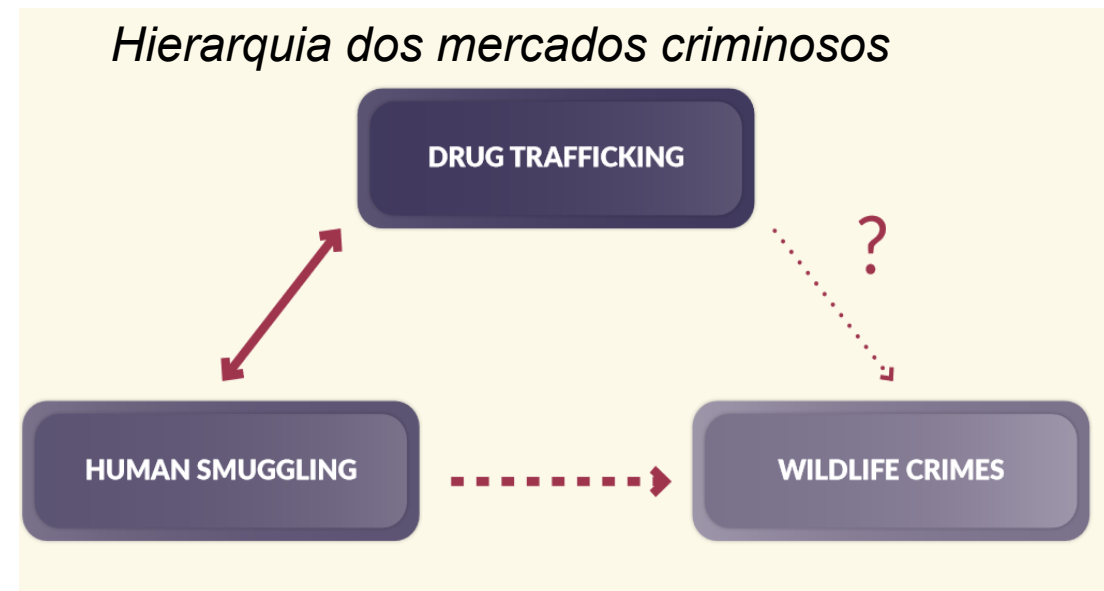 Hierarquia dos mercados criminosos
DRUG TRAFFICKING
?
HUMAN SMUGGLING
WILDLIFE CRIMES